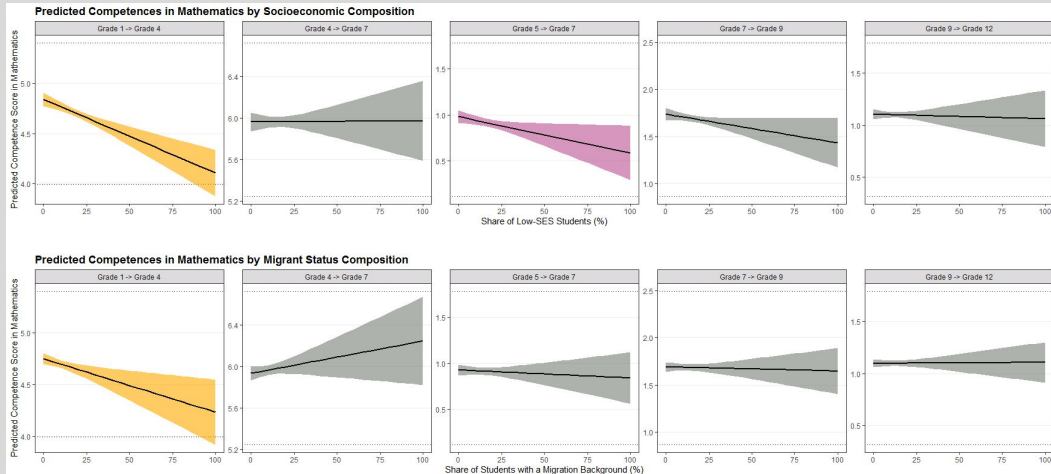 Predicted Competences in Mathematics by Socioeconomic Composition
Predicted Competence Score in Mathematics
Grade 1 -> Grade 4
Grade 4 -> Grade 7
Grade 5 -> Grade 7
Grade 7 -> Grade 9
Grade 9 -> Grade 12
5.0
4.5
4.0
6.4
6.0
5.6
5.2
1.5
1.0
0.5
2.5
2.0
1.5
1.0
1.5
1.0
0.5
0 25 50 75 100
0 25 50 75 100
0 25 50 75 100
0 25 50 75 100
0 25 50 75 100
Share of Low-SES Students (%)
Predicted Competences in Mathematics by Migrant Status Composition
Predicted Competence Score in Mathematics
Grade 1 -> Grade 4
Grade 4 -> Grade 7
Grade 5 -> Grade 7
Grade 7 -> Grade 9
Grade 9 -> Grade 12
5.0
4.5
4.0
6.4
6.0
5.6
5.2
1.5
1.0
0.5
2.5
2.0
1.5
1.0
1.5
1.0
0.5
0 25 50 75 100
0 25 50 75 100
0 25 50 75 100
0 25 50 75 100
0 25 50 75 100
Share of Students with a Migration Background (%)